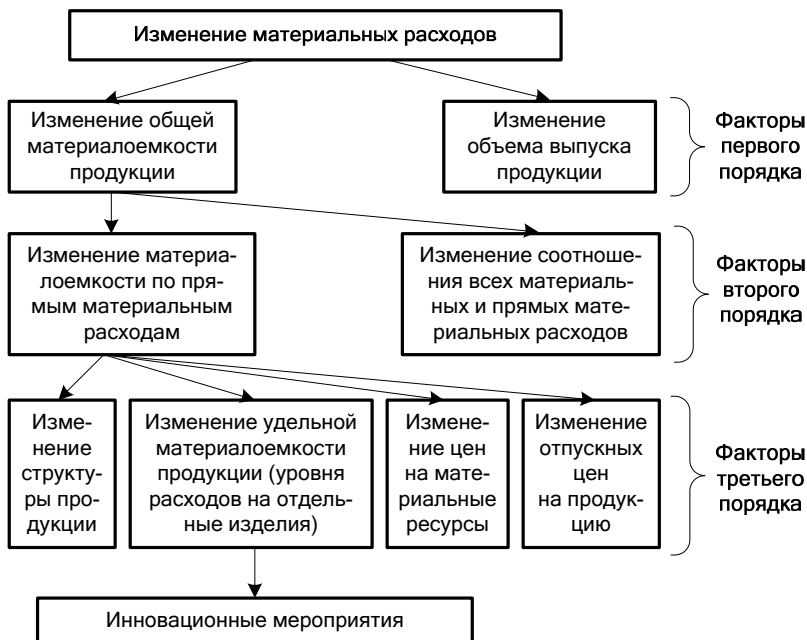 Изменение материальных расходов
Изменение общей
материалоемкости
продукции
Изменение
объема выпуска
продукции
Факторы
первого
порядка
Изменение материа-
лоемкости по пря-
мым материальным
расходам
Изменение соотноше-
ния всех материаль-
ных и прямых мате-
риальных расходов
Факторы
второго
порядка
Изме-
нение
структу-
ры про-
дукции
Изменение удельной
материалоемкости
продукции (уровня
расходов на отдель-
ные изделия)
Измене-
ние цен
на мате-
риальные
ресурсы
Изменение
отпускных
цен
на продук-
цию
Факторы
третьего
порядка
Инновационные мероприятия